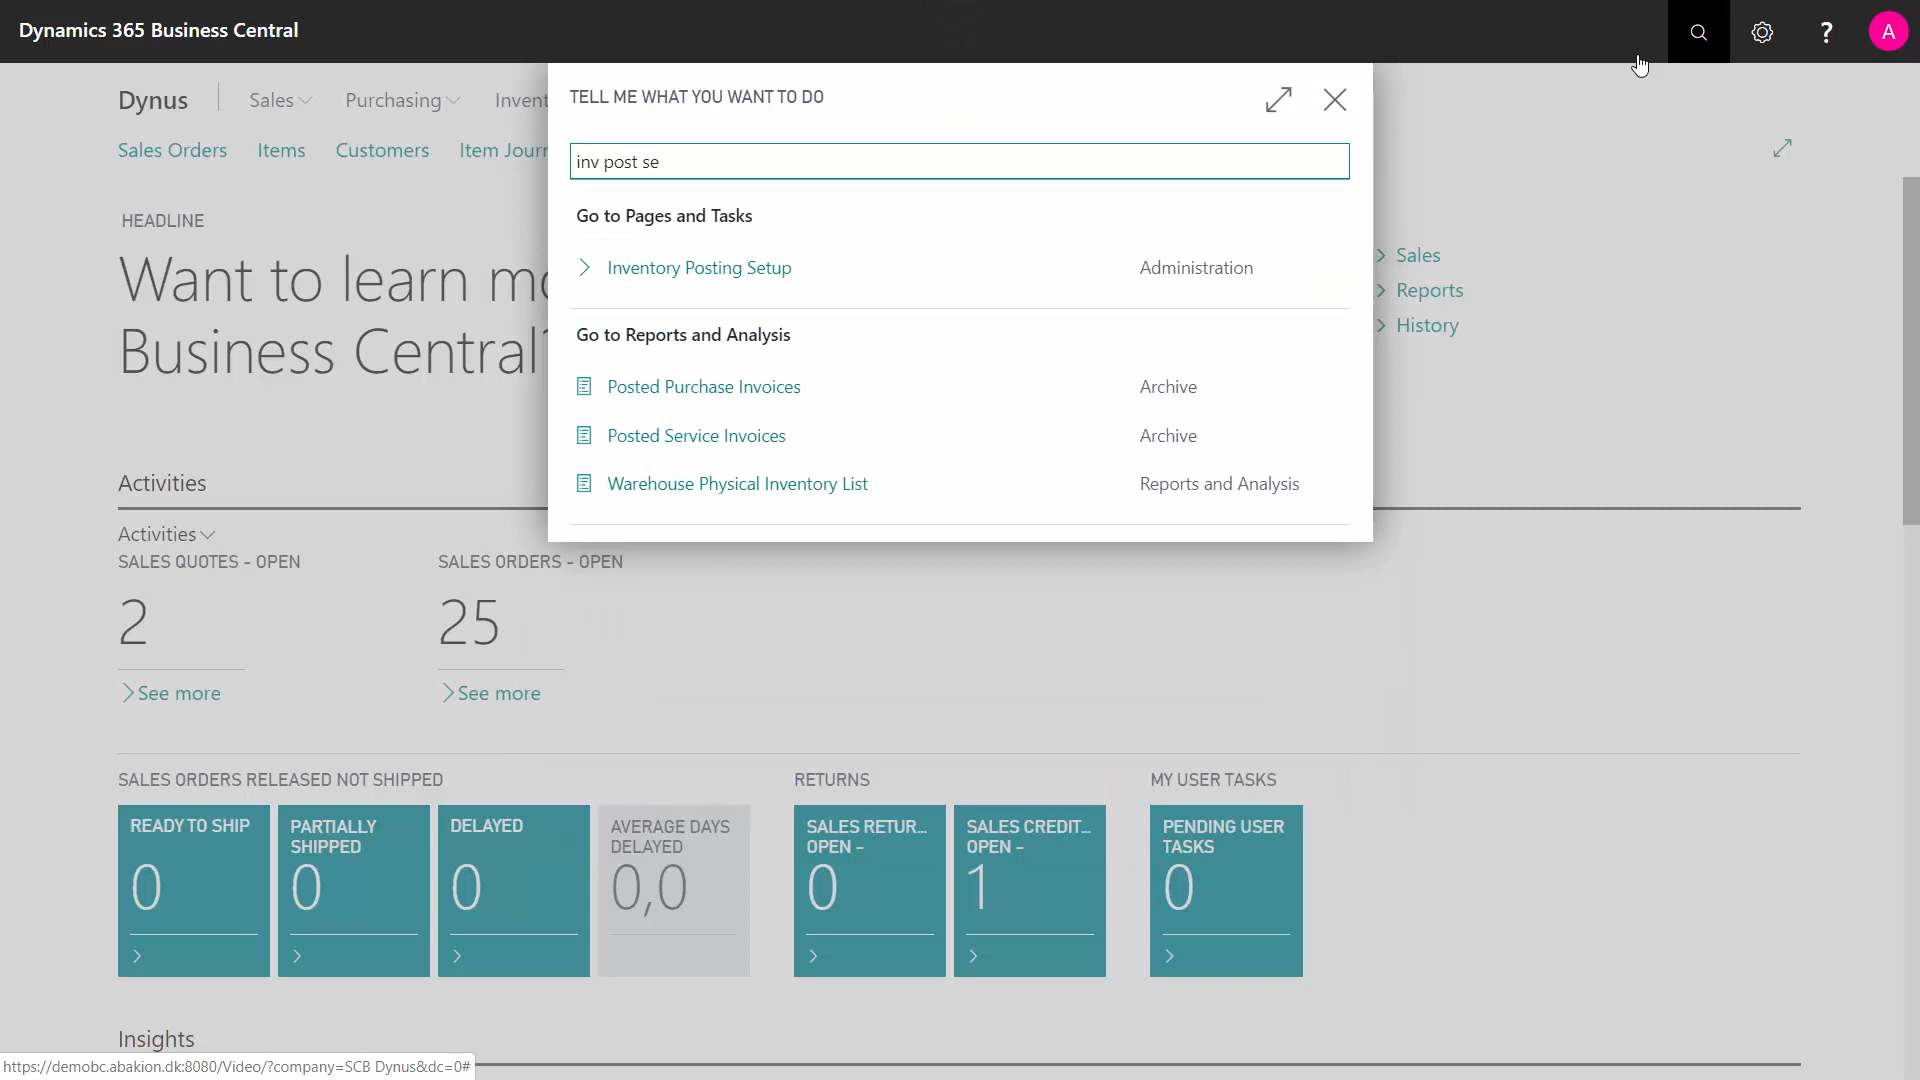 Dynamics 365 Business Central
?
A
Dynus
Sales
Purchasing
Invent
Sales Orders
Items
Customers
Item Journ
HEADLINE
Want to learn mo
Business Central?
TELL ME WHAT YOU WANT TO DO
inv post se
Go to Pages and Tasks
Inventory Posting Setup
Administration
Go to Reports and Analysis
Posted Purchase Invoices
Archive
Posted Service Invoices
Archive
Warehouse Physical Inventory List
Reports and Analysis
Sales
Reports
History
Activities
Activities
SALES QUOTES - OPEN
2
See more
SALES ORDERS - OPEN
25
See more
SALES ORDERS RELEASED NOT SHIPPED
READY TO SHIP
0
PARTIALLY
SHIPPED
0
DELAYED
0
AVERAGE DAYS
DELAYED
0,0
RETURNS
SALES RETUR...
OPEN -
0
SALES CREDIT...
OPEN -
1
MY USER TASKS
PENDING USER
TASKS
0
Insights
https://demobc.abakion.dk:8080/Video/?company=SCB Dynus&dc=0#